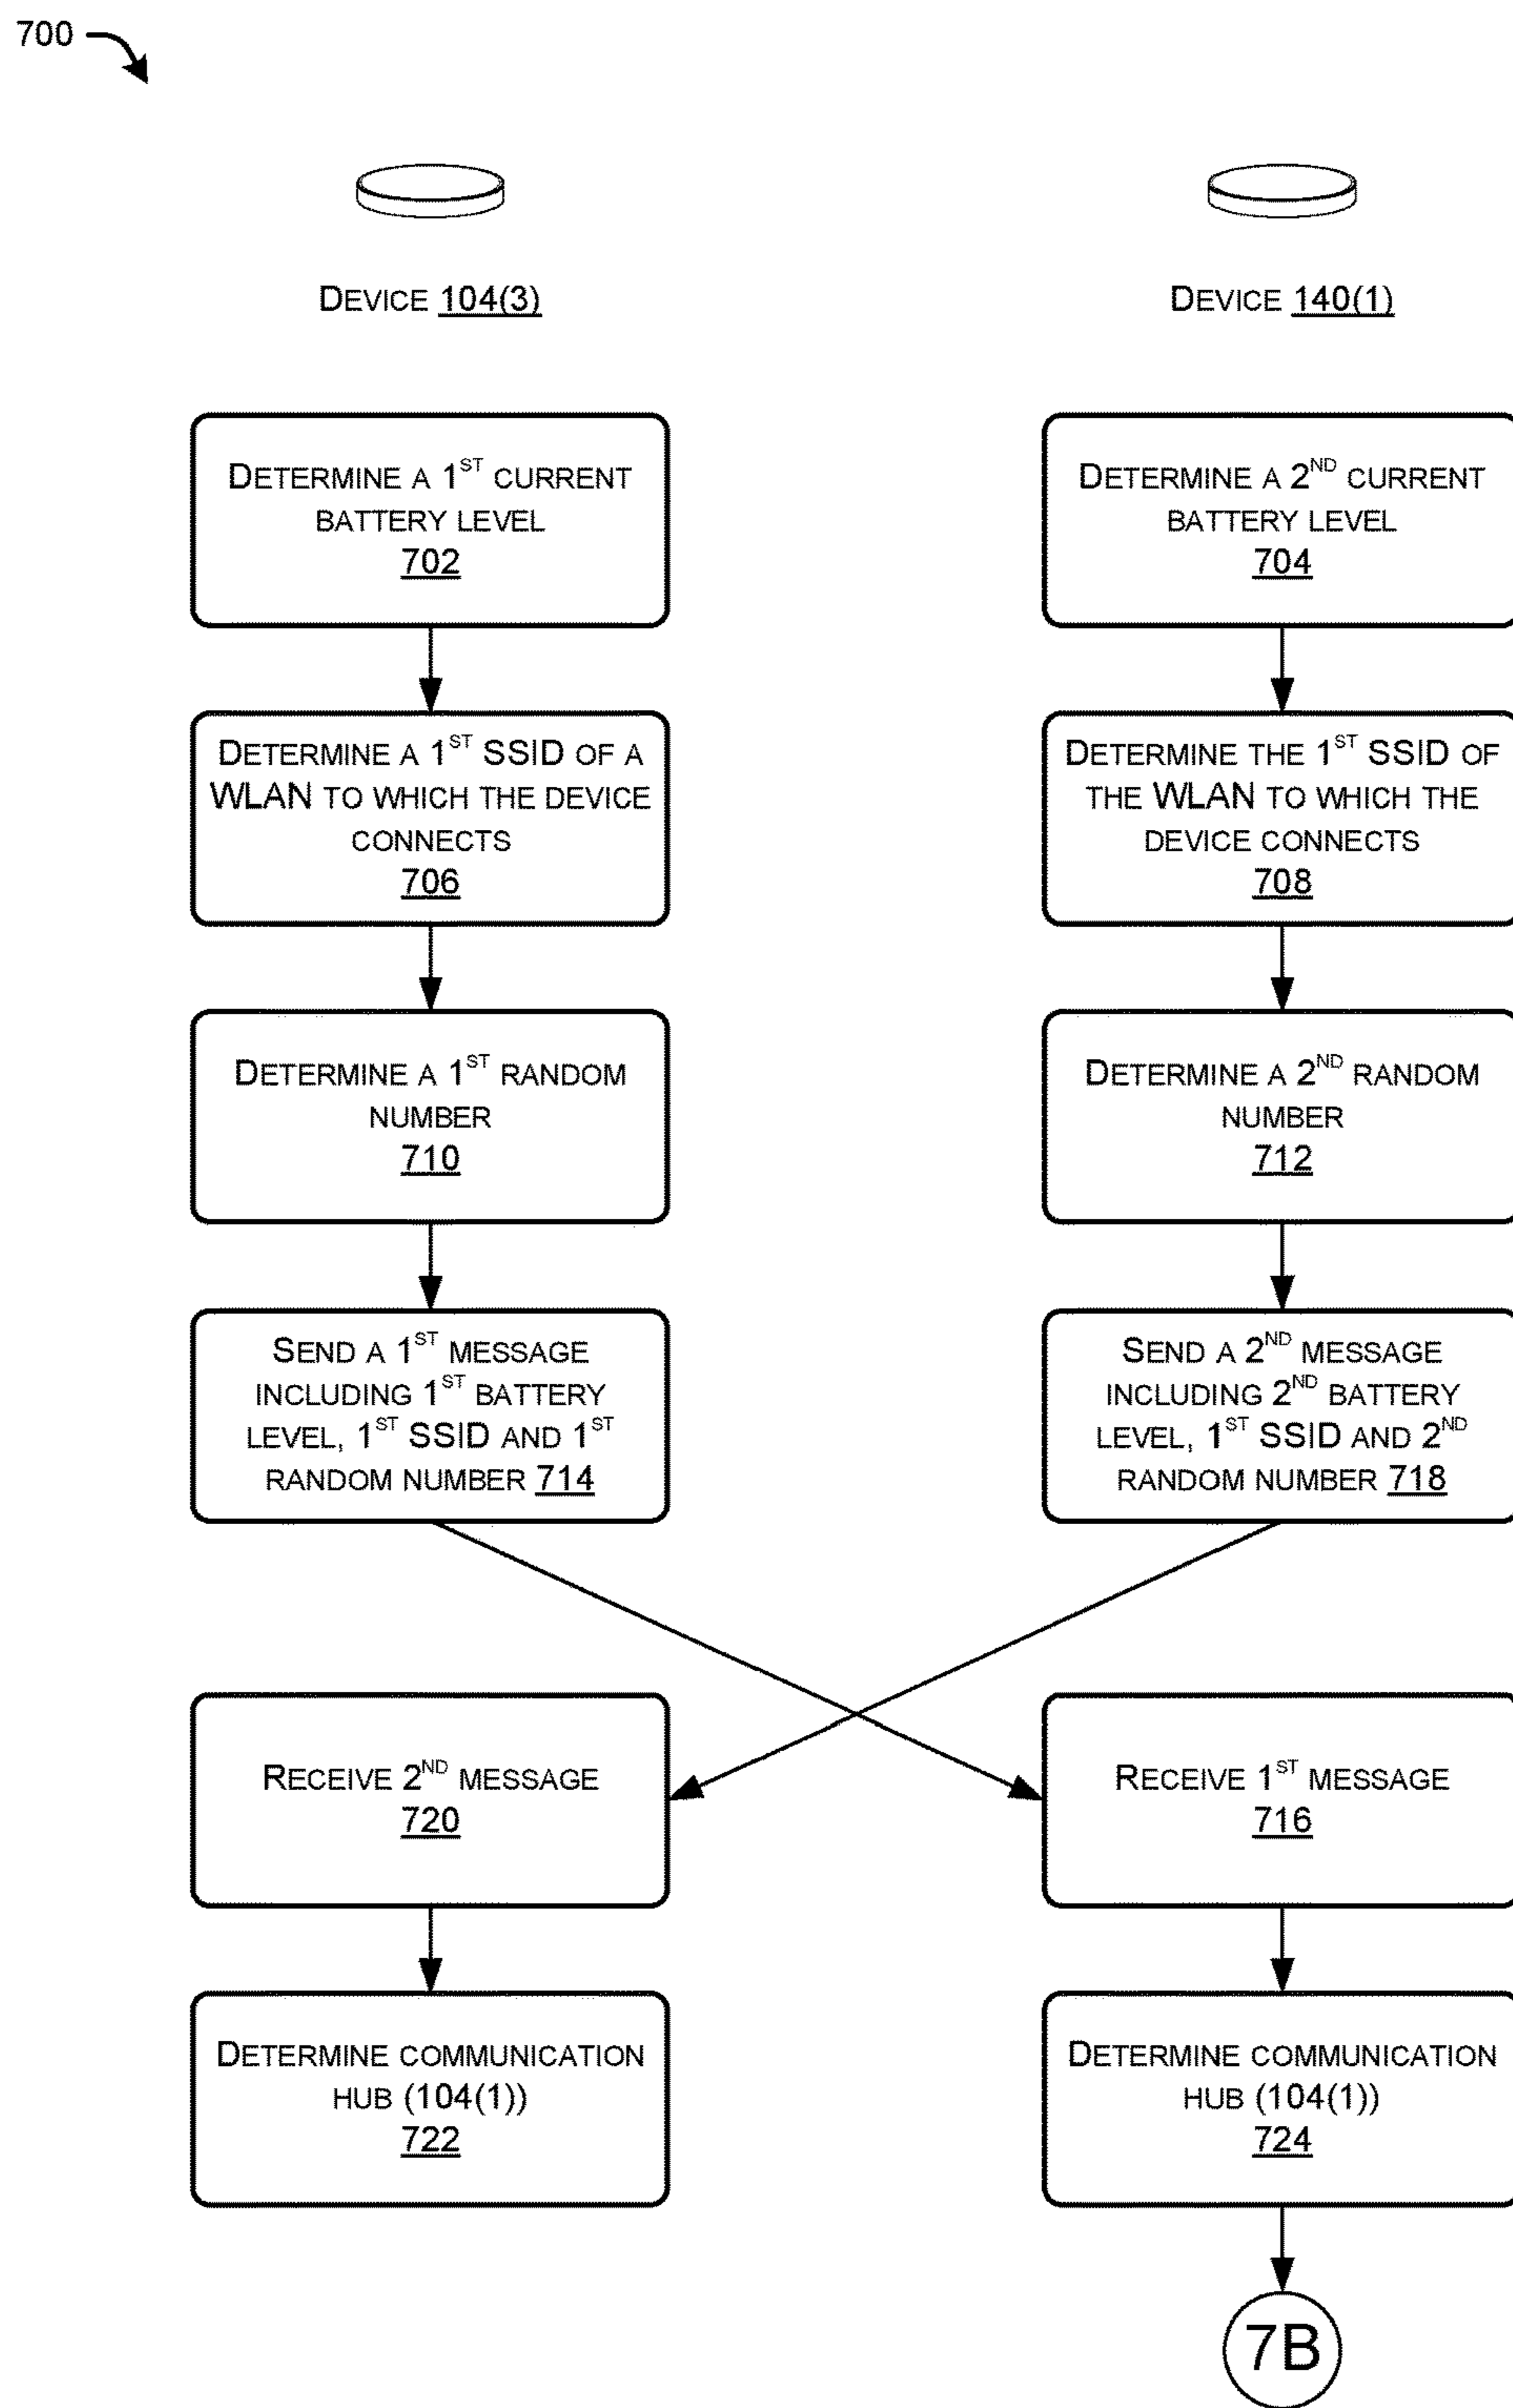 700
DEVICE 104(3)
DEVICE 140(1)
DETERMINE A 1ST CURRENT
BATTERY LEVEL
702
DETERMINE A 2ND CURRENT
BATTERY LEVEL
704
DETERMINE A 1ST SSID OF A
WLAN TO WHICH THE DEVICE
CONNECTS
706
DETERMINE THE 1ST SSID OF
THE WLAN TO WHICH THE
DEVICE CONNECTS
708
DETERMINE A 1ST RANDOM
NUMBER
710
DETERMINE A 2ND RANDOM
NUMBER
712
SEND A 1ST MESSAGE
INCLUDING 1ST BATTERY
LEVEL, 1ST SSID AND 1ST
RANDOM NUMBER 714
SEND A 2ND MESSAGE
INCLUDING 2ND BATTERY
LEVEL, 1ST SSID AND 2ND
RANDOM NUMBER 718
RECEIVE 2ND MESSAGE
720
RECEIVE 1ST MESSAGE
716
DETERMINE COMMUNICATION
HUB (104(1))
722
DETERMINE COMMUNICATION
HUB (104(1))
724
7B